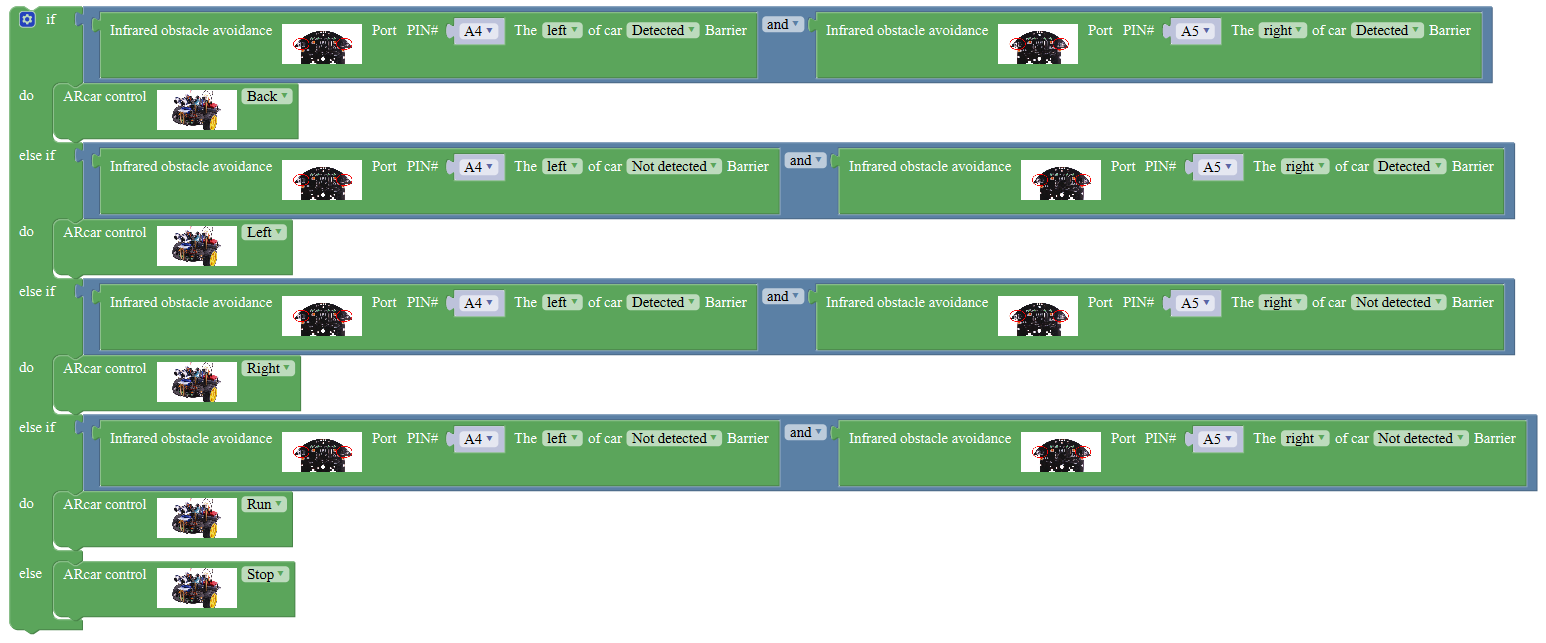 if Infrared obstacle avoidance Port PIN# A4 The left of car Detected Barrier and Infrared obstacle avoidance Port PIN# A5 The right of car Detected Barrier
do ARcar control Back
else if Infrared obstacle avoidance Port PIN# A4 The left of car Not detected Barrier and Infrared obstacle avoidance Port PIN# A5 The right of car Detected Barrier
do ARcar control Left
else if Infrared obstacle avoidance Port PIN# A4 The left of car Detected Barrier and Infrared obstacle avoidance Port PIN# A5 The right of car Not detected Barrier
do ARcar control Right
else if Infrared obstacle avoidance Port PIN# A4 The left of car Not detected Barrier and Infrared obstacle avoidance Port PIN# A5 The right of car Not detected Barrier
do ARcar control Run
else ARcar control Stop